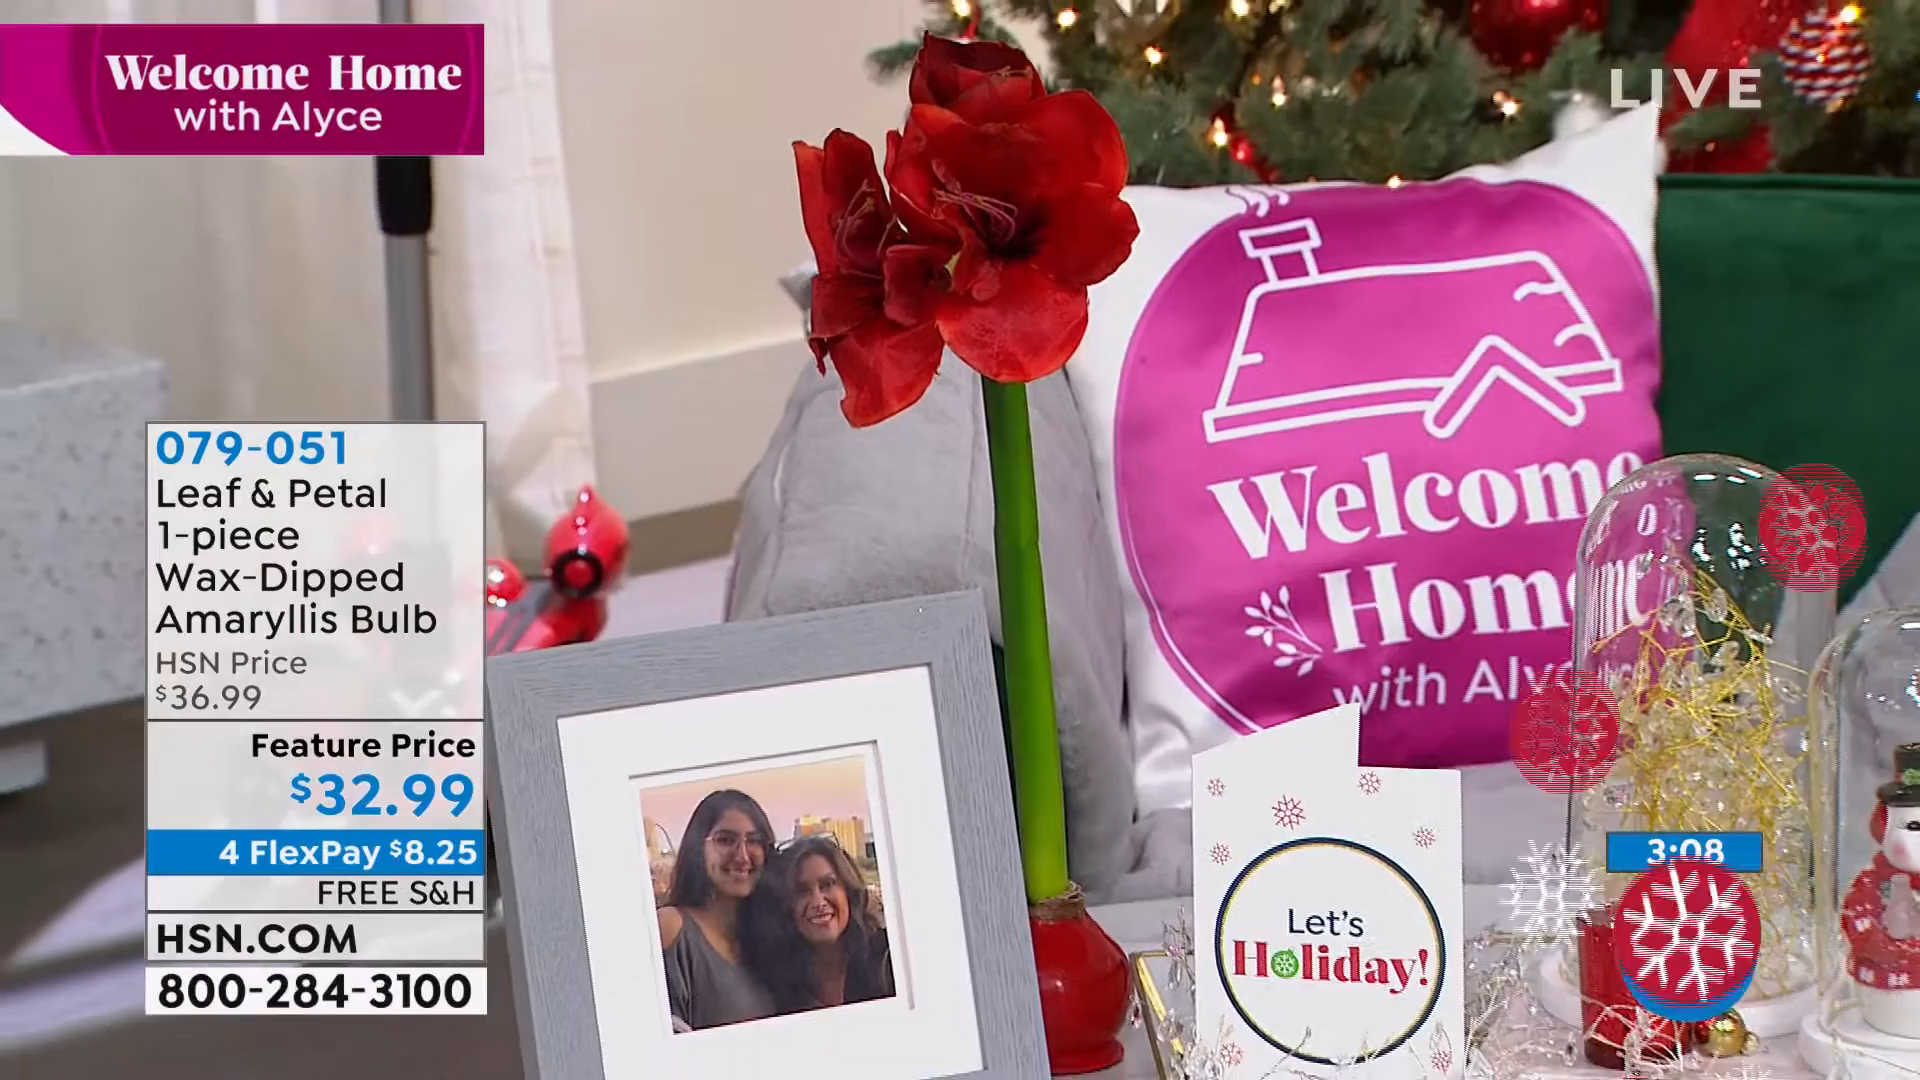 Welcome Home
with Alyce
LIVE
079-051
Leaf & Petal
1-piece
Wax-Dipped
Amaryllis Bulb
HSN Price
$36.99
Feature Price
$32.99
4 FlexPay $8.25
FREE S&H
HSN.COM
800-284-3100
Welcome
Home
with Alyc
Let's
Holiday!
3:08